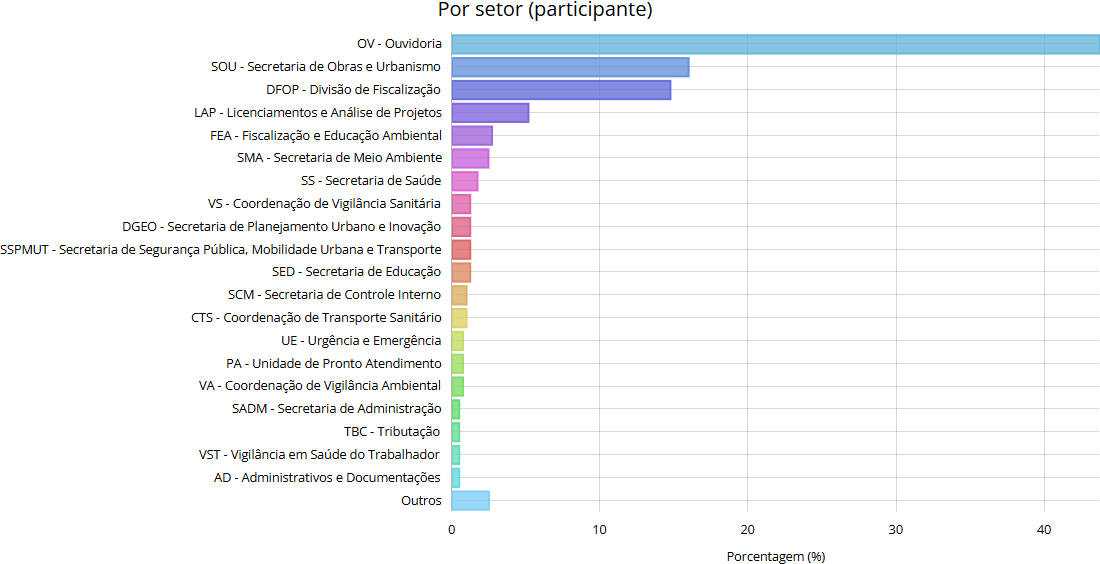 Por setor (participante)
OV - Ouvidoria
SOU - Secretaria de Obras e Urbanismo
DFOP - Divisão de Fiscalização
LAP - Licenciamentos e Análise de Projetos
FEA - Fiscalização e Educação Ambiental
SMA - Secretaria de Meio Ambiente
SS - Secretaria de Saúde
VS - Coordenação de Vigilância Sanitária
DGEO - Secretaria de Planejamento Urbano e Inovação
SSPMUT - Secretaria de Segurança Pública, Mobilidade Urbana e Transporte
SED - Secretaria de Educação
SCM - Secretaria de Controle Interno
CTS - Coordenação de Transporte Sanitário
UE - Urgência e Emergência
PA - Unidade de Pronto Atendimento
VA - Coordenação de Vigilância Ambiental
SADM - Secretaria de Administração
TBC - Tributação
VST - Vigilância em Saúde do Trabalhador
AD - Administrativos e Documentações
Outros
0 10 20 30 40
Porcentagem (%)